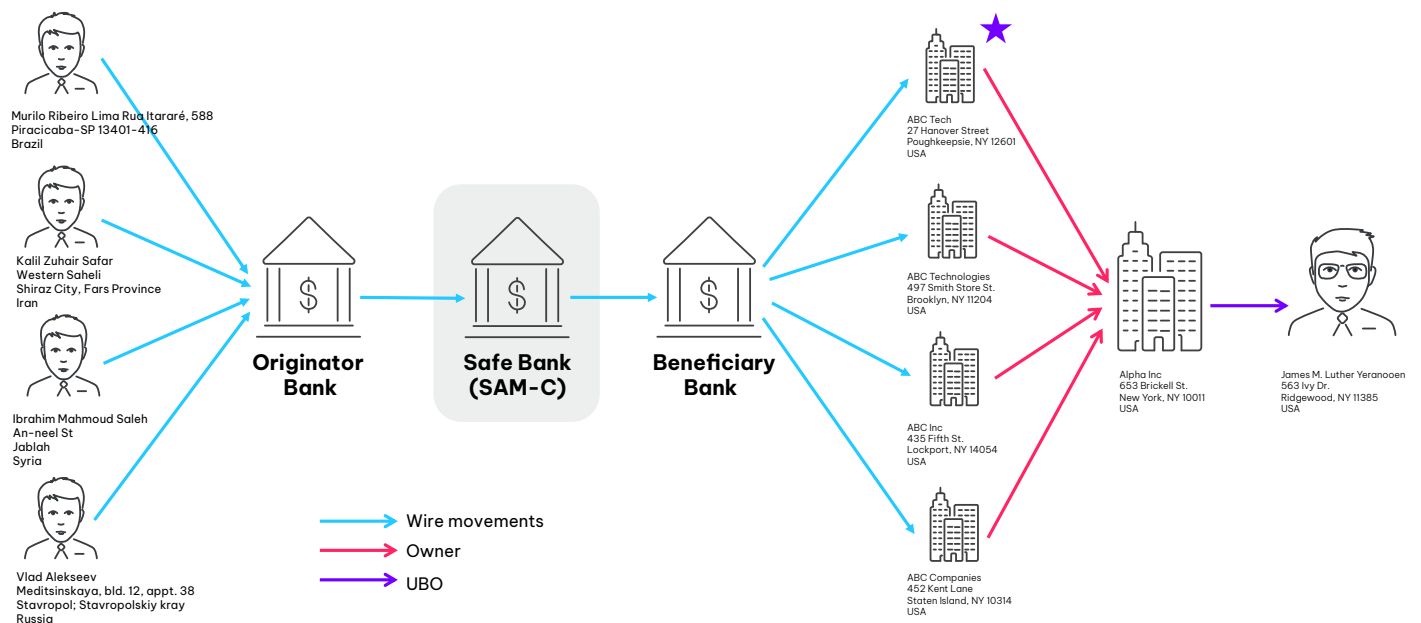 Murilo Ribeiro Lima Rua Itararé, 588
Piracicaba-SP 13401-416
Brazil
Kalil Zuhair Safar
Western Saheli
Shiraz City, Fars Province
Iran
Ibrahim Mahmoud Saleh
An-neel St
Jablah
Syria
Vlad Alekseev
Meditsinskaya, bld. 12, appt. 38
Stavropol; Stavropolskiy kray
Russia
$
Originator
Bank
$
Safe Bank
(SAM-C)
$
Beneficiary
Bank
ABC Tech
27 Hanover Street
Poughkeepsie, NY 12601
USA
ABC Technologies
497 Smith Store St.
Brooklyn, NY 11204
USA
ABC Inc
435 Fifth St.
Lockport, NY 14054
USA
ABC Companies
452 Kent Lane
Staten Island, NY 10314
USA
Alpha Inc
653 Brickell St.
New York, NY 10011
USA
James M. Luther Yeranooen
563 Ivy Dr.
Ridgewood, NY 11385
USA
Wire movements
Owner
UBO